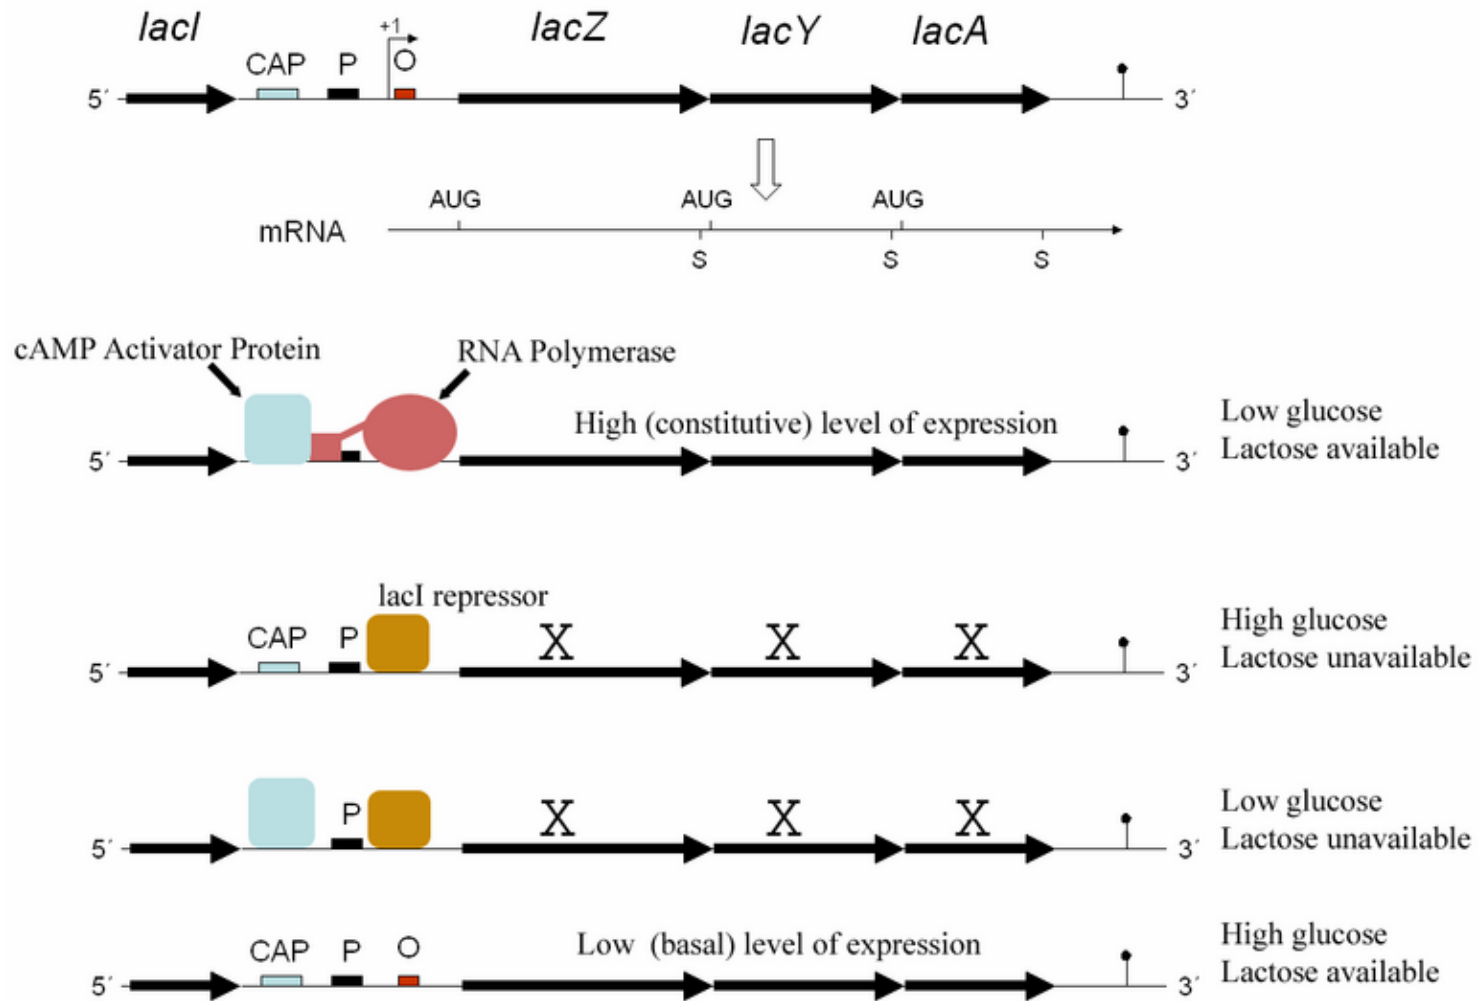 lacI lacZ lacY lacA
+1
CAP P O
5´ 3´
AUG AUG AUG
mRNA
S S S
cAMP Activator Protein RNA Polymerase
High (constitutive) level of expression
Low glucose
Lactose available
5´ 3´
lacI repressor
CAP P X X X
High glucose
Lactose unavailable
5´ 3´
P X X X
Low glucose
Lactose unavailable
5´ 3´
CAP P O Low (basal) level of expression
High glucose
Lactose available
5´ 3´